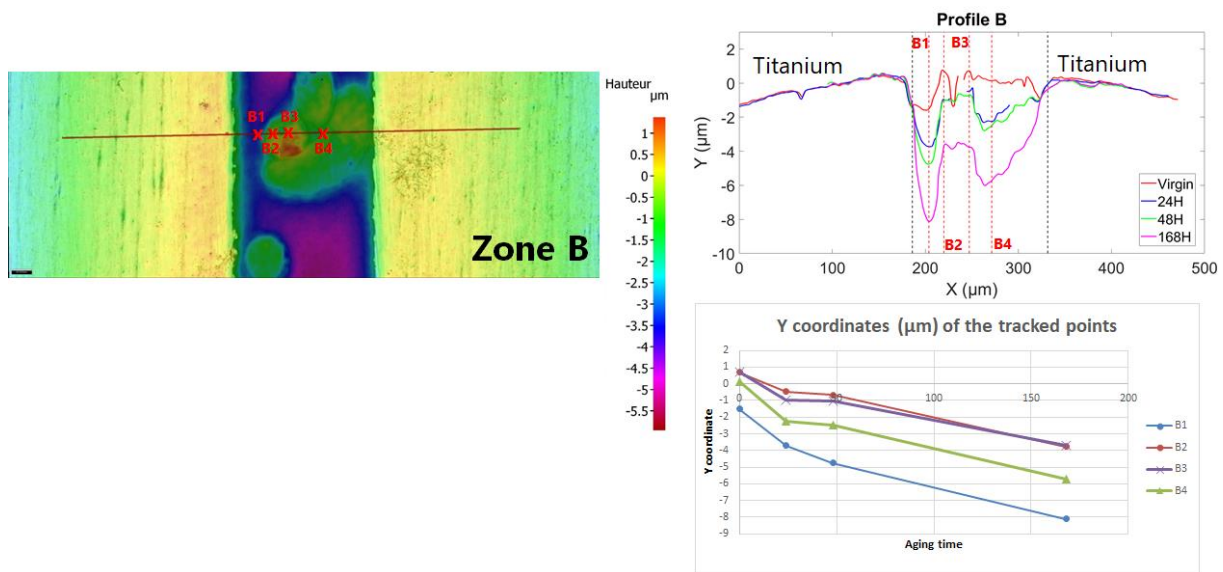 Hauteur
µm
1
0.5
0
-0.5
-1
-1.5
-2
-2.5
-3
-3.5
-4
-4.5
-5
-5.5
B1
B3
B2
B4
Zone B
Profile B
B1
B3
Titanium
Titanium
2
0
-2
-4
-6
-8
-10
Y (µm)
Virgin
24H
48H
168H
B2
B4
0
100
200
300
400
500
X (µm)
Y coordinates (µm) of the tracked points
2
1
0
-1
-2
-3
-4
-5
-6
-7
-8
-9
Y coordinate
0
100
150
200
B1
B2
B3
B4
Aging time